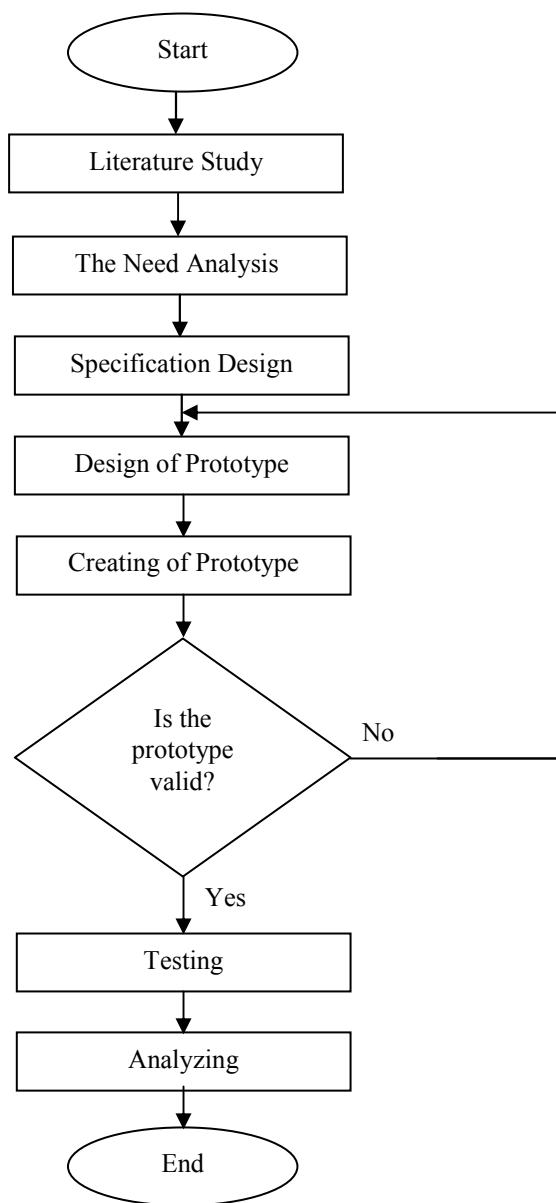 Start
Literature Study
The Need Analysis
Specification Design
Design of Prototype
Creating of Prototype
Is the
prototype
valid?
No
Yes
Testing
Analyzing
End